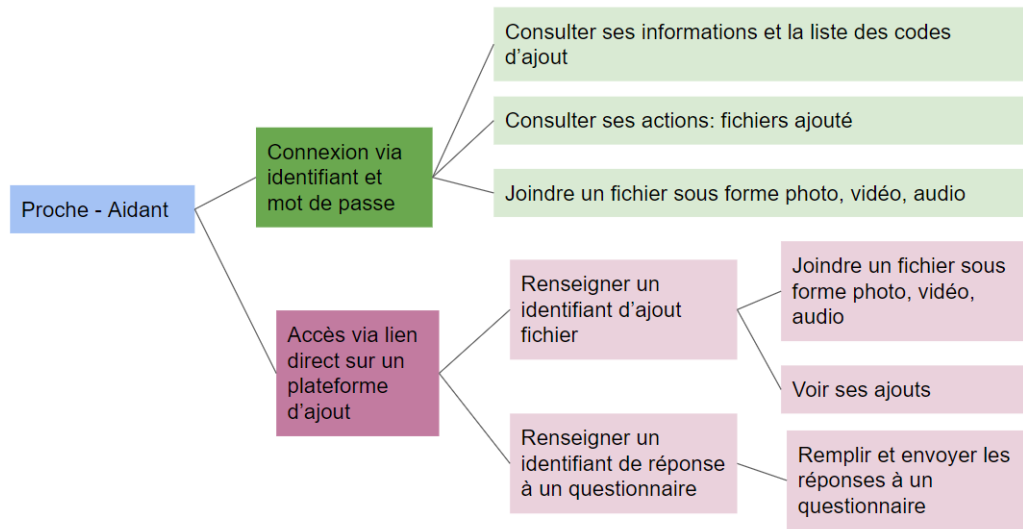 Proche - Aidant
Connexion via
identifiant et
mot de passe
Consulter ses informations et la liste des codes
d'ajout
Consulter ses actions: fichiers ajouté
Joindre un fichier sous forme photo, vidéo, audio
Accès via lien
direct sur un
plateforme
d'ajout
Renseigner un
identifiant d'ajout
fichier
Joindre un fichier sous
forme photo, vidéo,
audio
Voir ses ajouts
Renseigner un
identifiant de réponse
à un questionnaire
Remplir et envoyer les
réponses à un
questionnaire